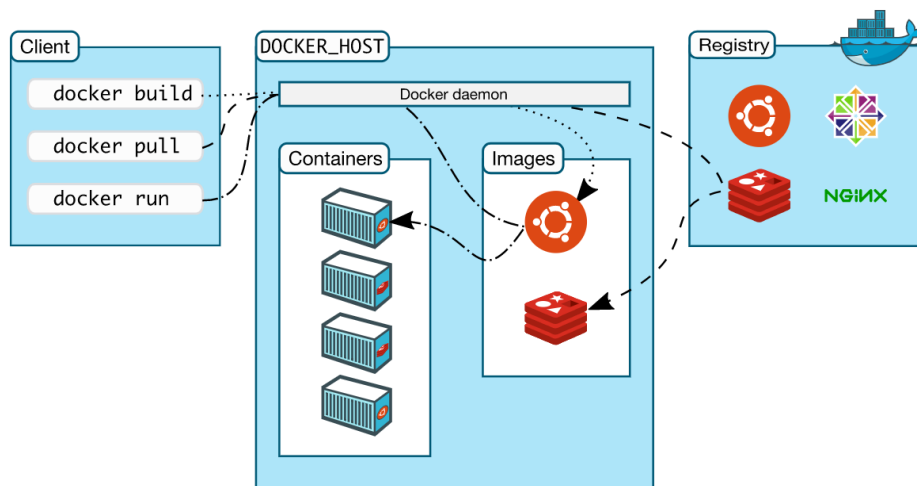 Client
docker build
docker pull
docker run
DOCKER_HOST
Docker daemon
Containers
Images
Registry
NGINX